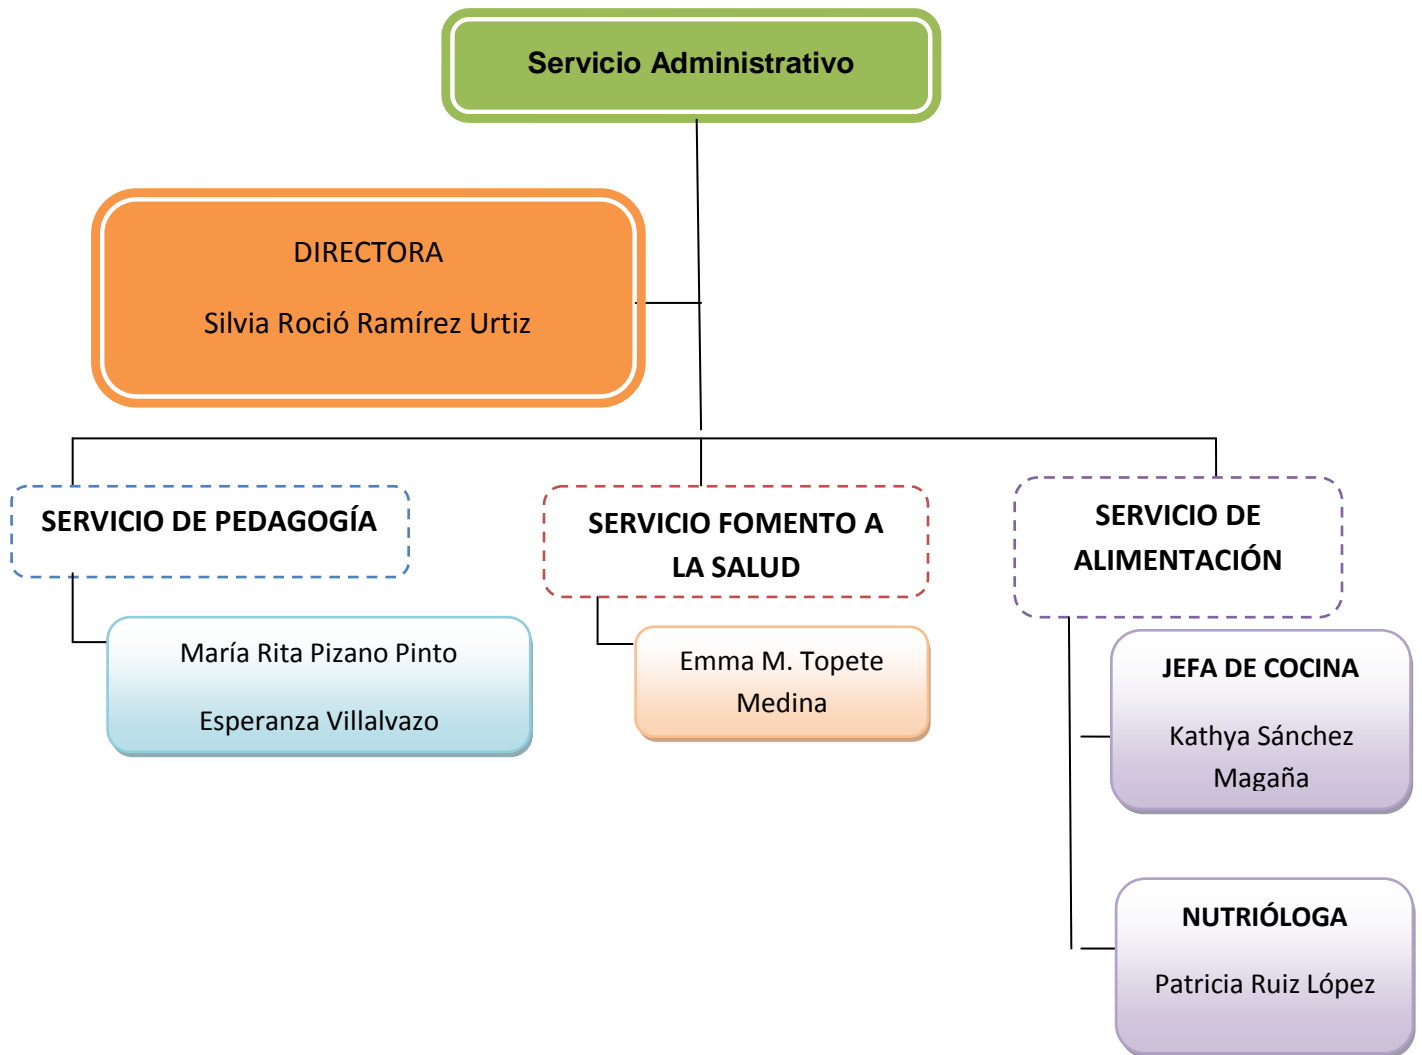 Servicio Administrativo
DIRECTORA
Silvia Roció Ramírez Urtiz
SERVICIO DE PEDAGOGÍA
María Rita Pizano Pinto
Esperanza Villalvazo
SERVICIO FOMENTO A
LA SALUD
Emma M. Topete
Medina
SERVICIO DE
ALIMENTACIÓN
JEFA DE COCINA
Kathya Sánchez
Magaña
NUTRIÓLOGA
Patricia Ruiz López